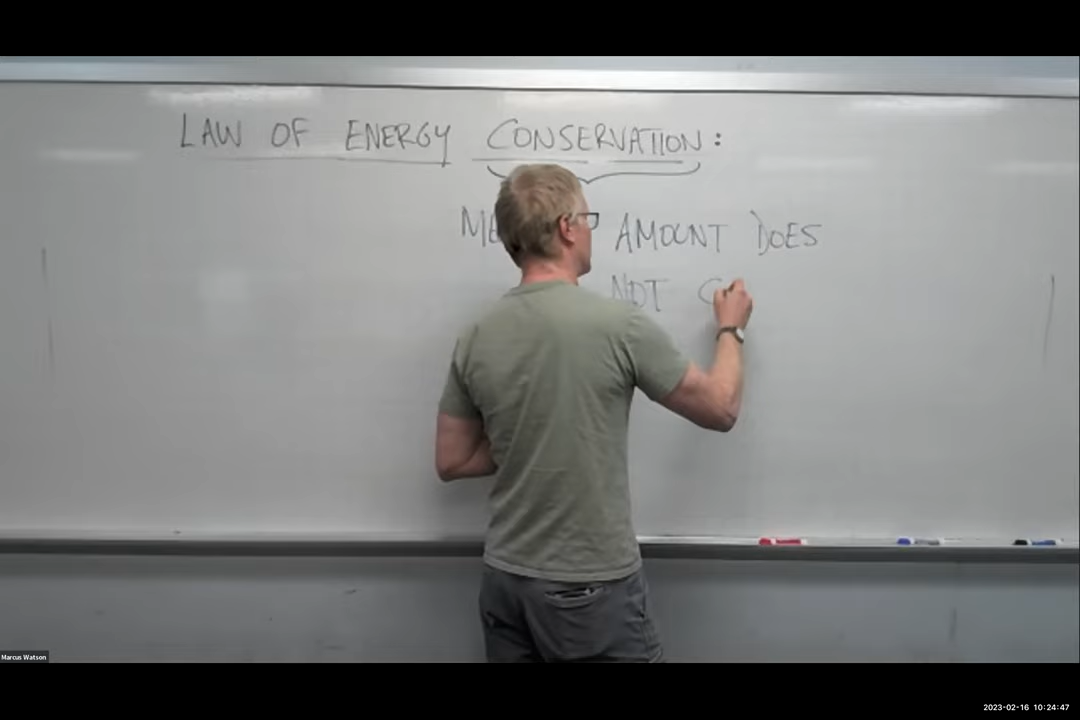 LAW OF ENERGY CONSERVATION:
AMOUNT DOES
NOT
Marcus Watson
2023-02-16 10:24:47